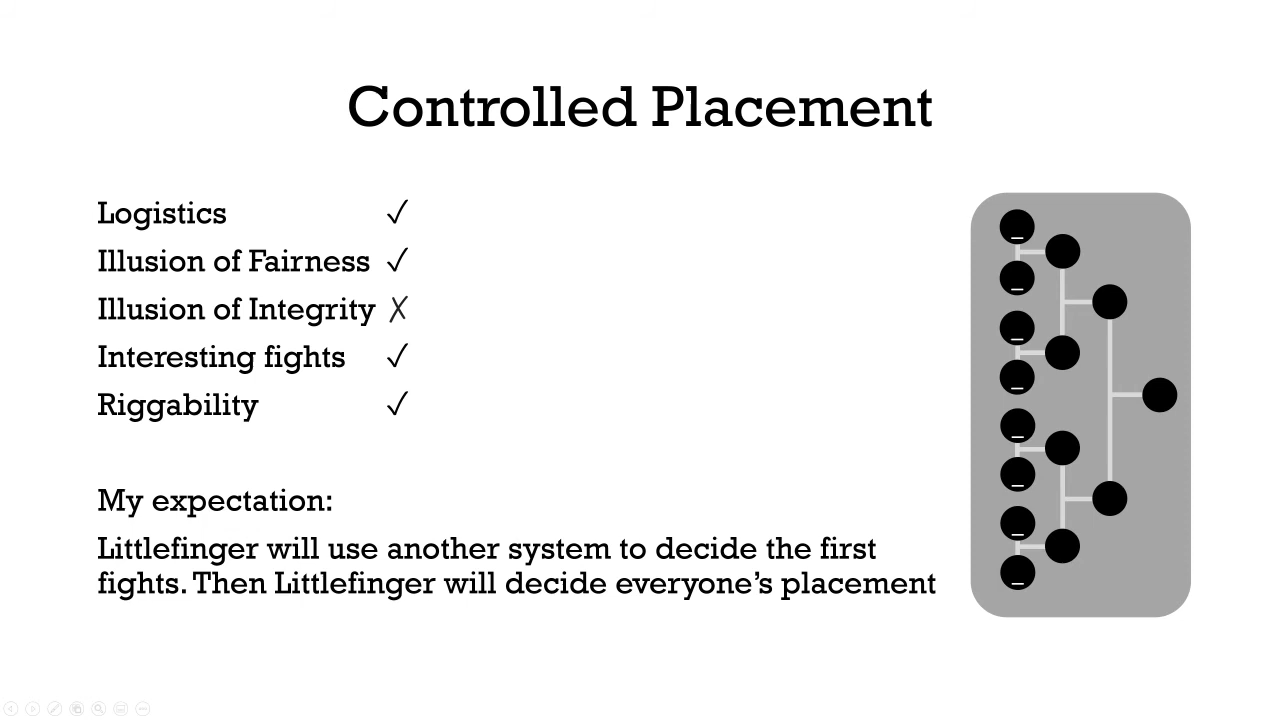 Controlled Placement
Logistics ✓
Illusion of Fairness ✓
Illusion of Integrity ✗
Interesting fights ✓
Riggability ✓
My expectation:
Littlefinger will use another system to decide the first
fights. Then Littlefinger will decide everyone’s placement